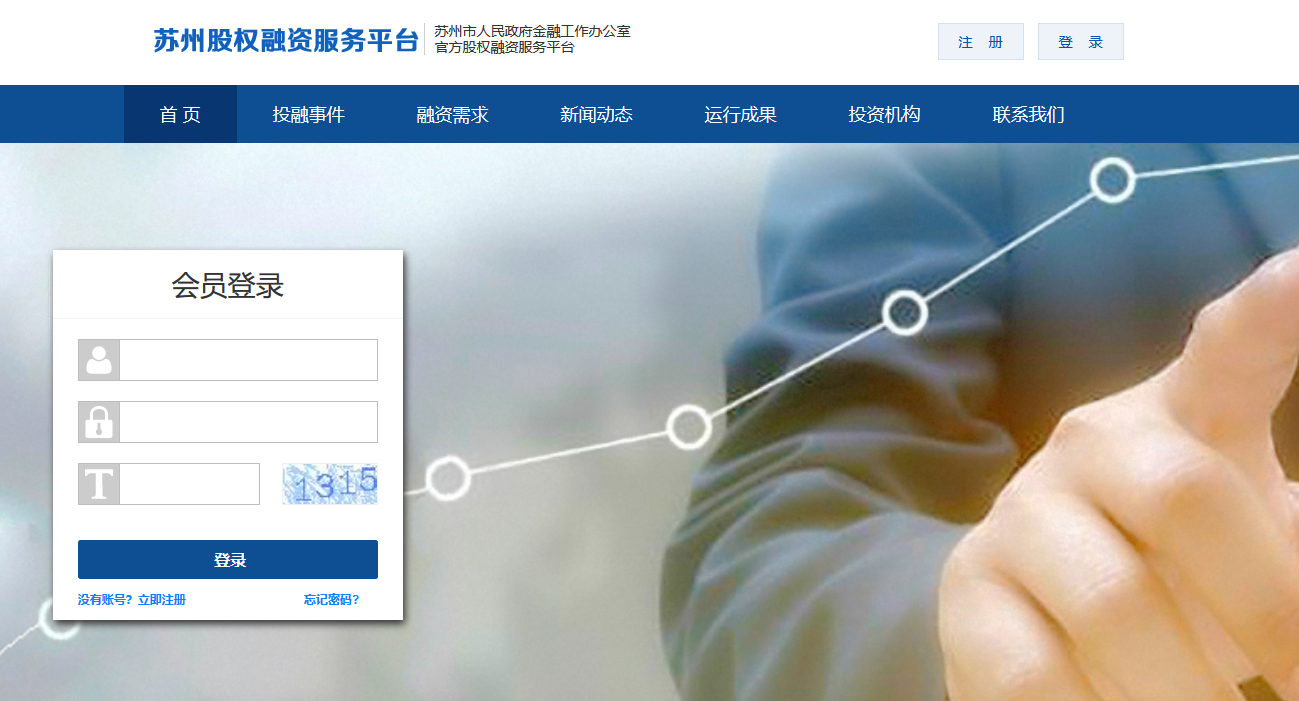 苏州股权融资服务平台
苏州市人民政府金融工作办公室
官方股权融资服务平台
注 册
登 录
首 页
投融事件
融资需求
新闻动态
运行成果
投资机构
联系我们
会员登录
T
1315
登录
没有账号? 立即注册
忘记密码?